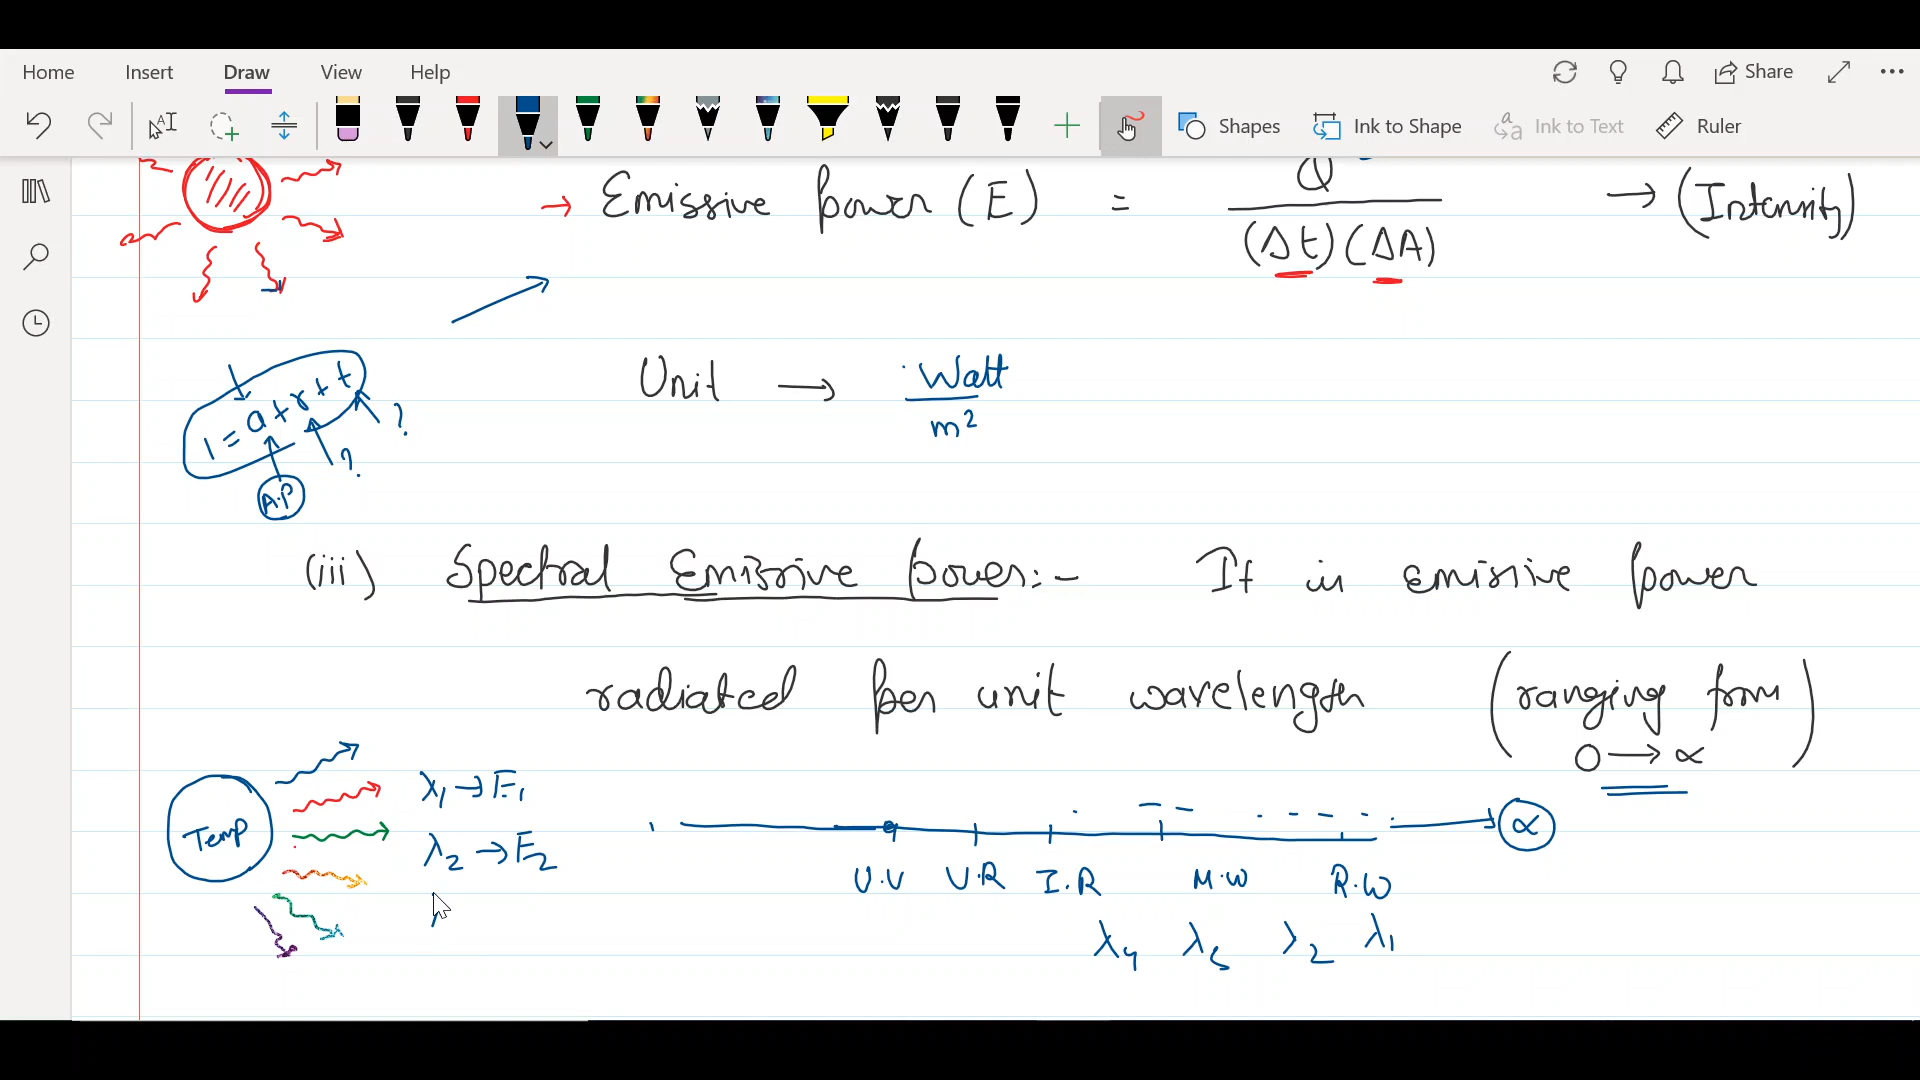 Home Insert Draw View Help Share
Shapes Ink to Shape Ink to Text Ruler
→ Emissive Power (E) = Q / (Δt)(ΔA) → (Intensity)
1 = a + r + t ?
?
A.P
Unit → Watt / m²
(iii) Spectral Emissive Power :- If in emissive power
radiated per unit wavelength (ranging from
0 → ∝)
Temp
λ₁ → E₁
λ₂ → E₂
∝
U.V V.R I.R M.W R.W
λ₄ λ₅ λ₂ λ₁